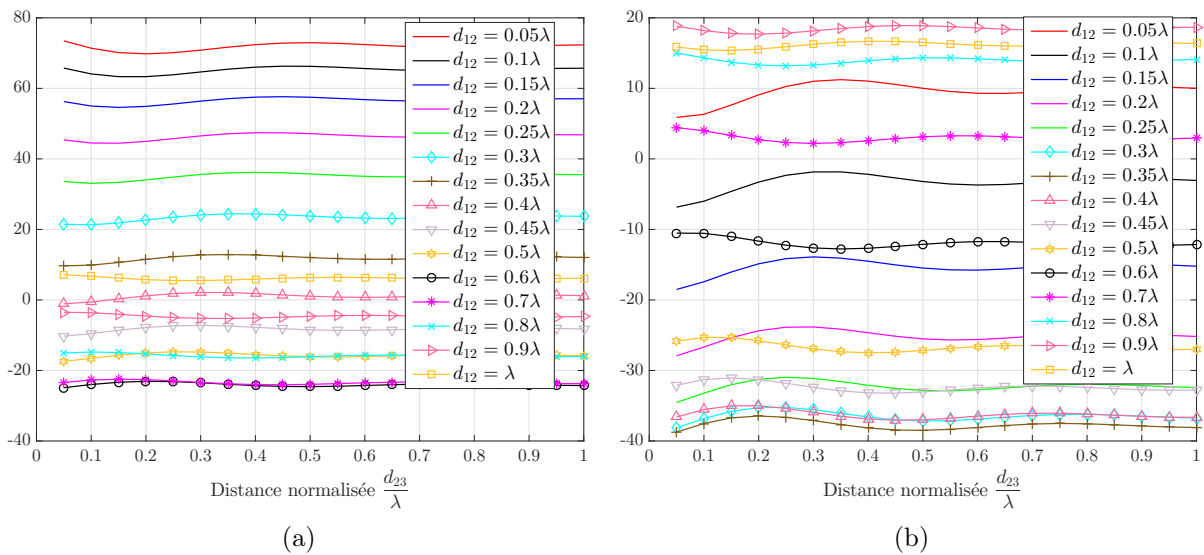 80
60
40
20
0
-20
-40
0
0.1
0.2
0.3
0.4
0.5
0.6
0.7
0.8
0.9
1
d₁₂ = 0.05λ
d₁₂ = 0.1λ
d₁₂ = 0.15λ
d₁₂ = 0.2λ
d₁₂ = 0.25λ
d₁₂ = 0.3λ
d₁₂ = 0.35λ
d₁₂ = 0.4λ
d₁₂ = 0.45λ
d₁₂ = 0.5λ
d₁₂ = 0.6λ
d₁₂ = 0.7λ
d₁₂ = 0.8λ
d₁₂ = 0.9λ
d₁₂ = λ
Distance normalisée d₂₃/λ
(a)
20
10
0
-10
-20
-30
-40
0
0.1
0.2
0.3
0.4
0.5
0.6
0.7
0.8
0.9
1
d₁₂ = 0.05λ
d₁₂ = 0.1λ
d₁₂ = 0.15λ
d₁₂ = 0.2λ
d₁₂ = 0.25λ
d₁₂ = 0.3λ
d₁₂ = 0.35λ
d₁₂ = 0.4λ
d₁₂ = 0.45λ
d₁₂ = 0.5λ
d₁₂ = 0.6λ
d₁₂ = 0.7λ
d₁₂ = 0.8λ
d₁₂ = 0.9λ
d₁₂ = λ
Distance normalisée d₂₃/λ
(b)